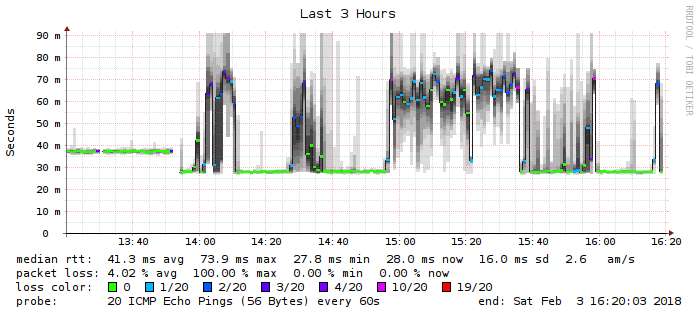 Last 3 Hours
RRDTOOL / TOBI OETIKER
Seconds
90 m
80 m
70 m
60 m
50 m
40 m
30 m
20 m
10 m
0
13:40 14:00 14:20 14:40 15:00 15:20 15:40 16:00 16:20
median rtt: 41.3 ms avg 73.9 ms max 27.8 ms min 28.0 ms now 16.0 ms sd 2.6 am/s
packet loss: 4.02 % avg 100.00 % max 0.00 % min 0.00 % now
loss color: 0 1/20 2/20 3/20 4/20 10/20 19/20
probe: 20 ICMP Echo Pings (56 Bytes) every 60s end: Sat Feb 3 16:20:03 2018